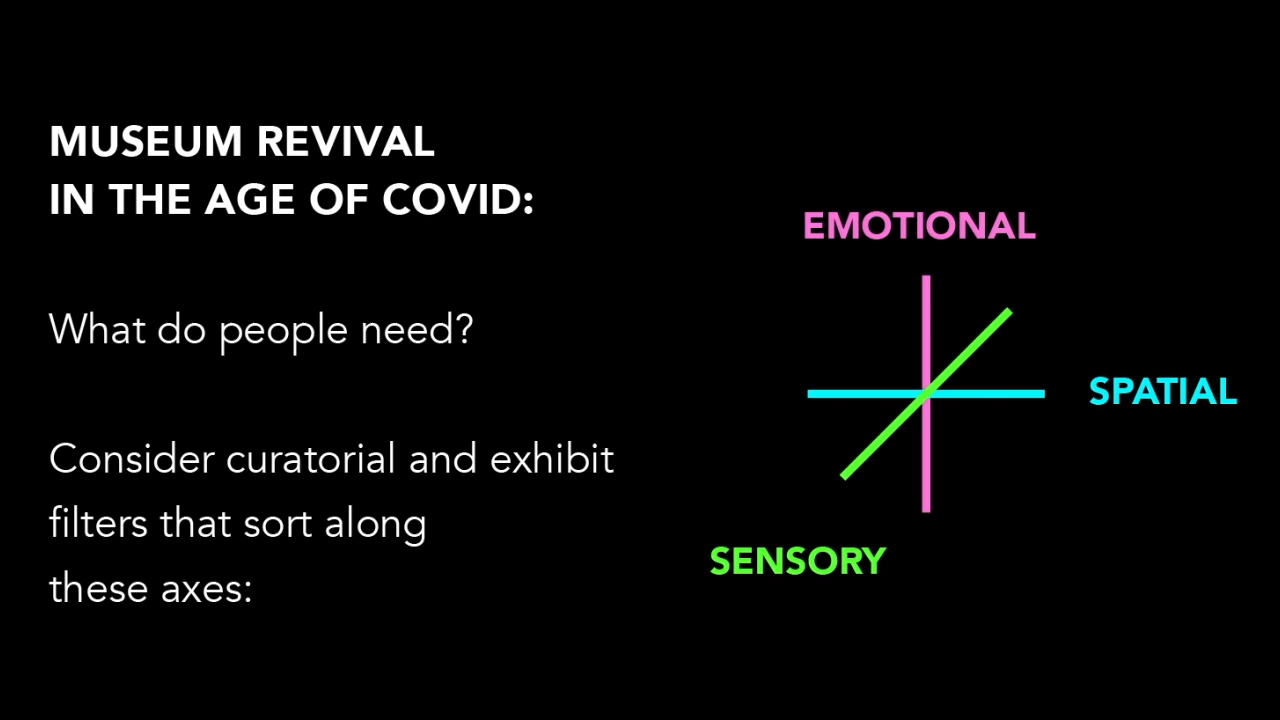 MUSEUM REVIVAL
IN THE AGE OF COVID:
What do people need?
Consider curatorial and exhibit
filters that sort along
these axes:
EMOTIONAL
SPATIAL
SENSORY